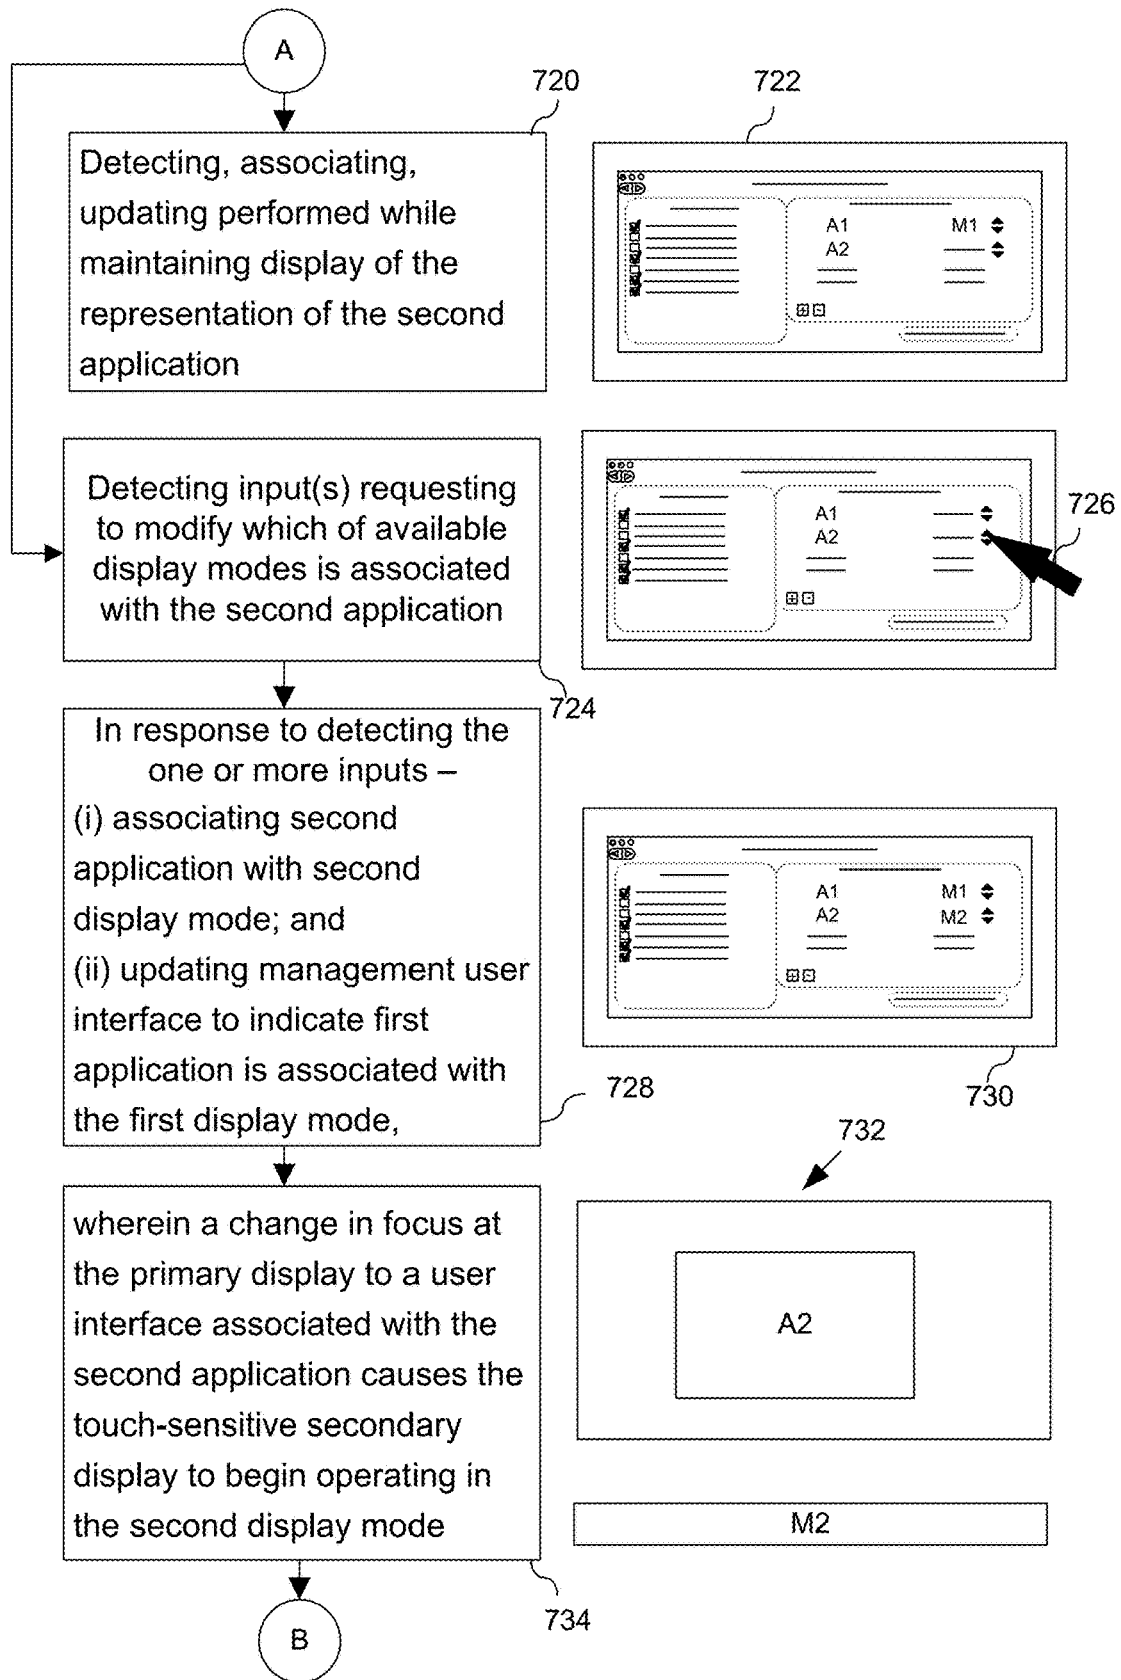 A
720
722
Detecting, associating,
updating performed while
maintaining display of the
representation of the second
application
A1 M1
A2
Detecting input(s) requesting
to modify which of available
display modes is associated
with the second application
A1
A2
726
724
In response to detecting the
one or more inputs –
(i) associating second
application with second
display mode; and
(ii) updating management user
interface to indicate first
application is associated with
the first display mode,
A1 M1
A2 M2
728
730
732
wherein a change in focus at
the primary display to a user
interface associated with the
second application causes the
touch-sensitive secondary
display to begin operating in
the second display mode
A2
M2
734
B